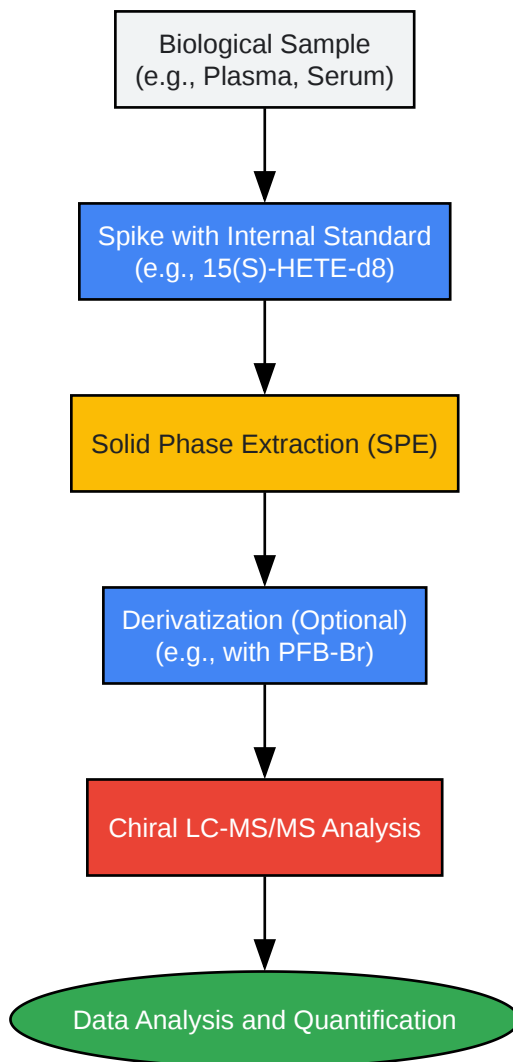 Biological Sample
(e.g., Plasma, Serum)
Spike with Internal Standard
(e.g., 15(S)-HETE-d8)
Solid Phase Extraction (SPE)
Derivatization (Optional)
(e.g., with PFB-Br)
Chiral LC-MS/MS Analysis
Data Analysis and Quantification